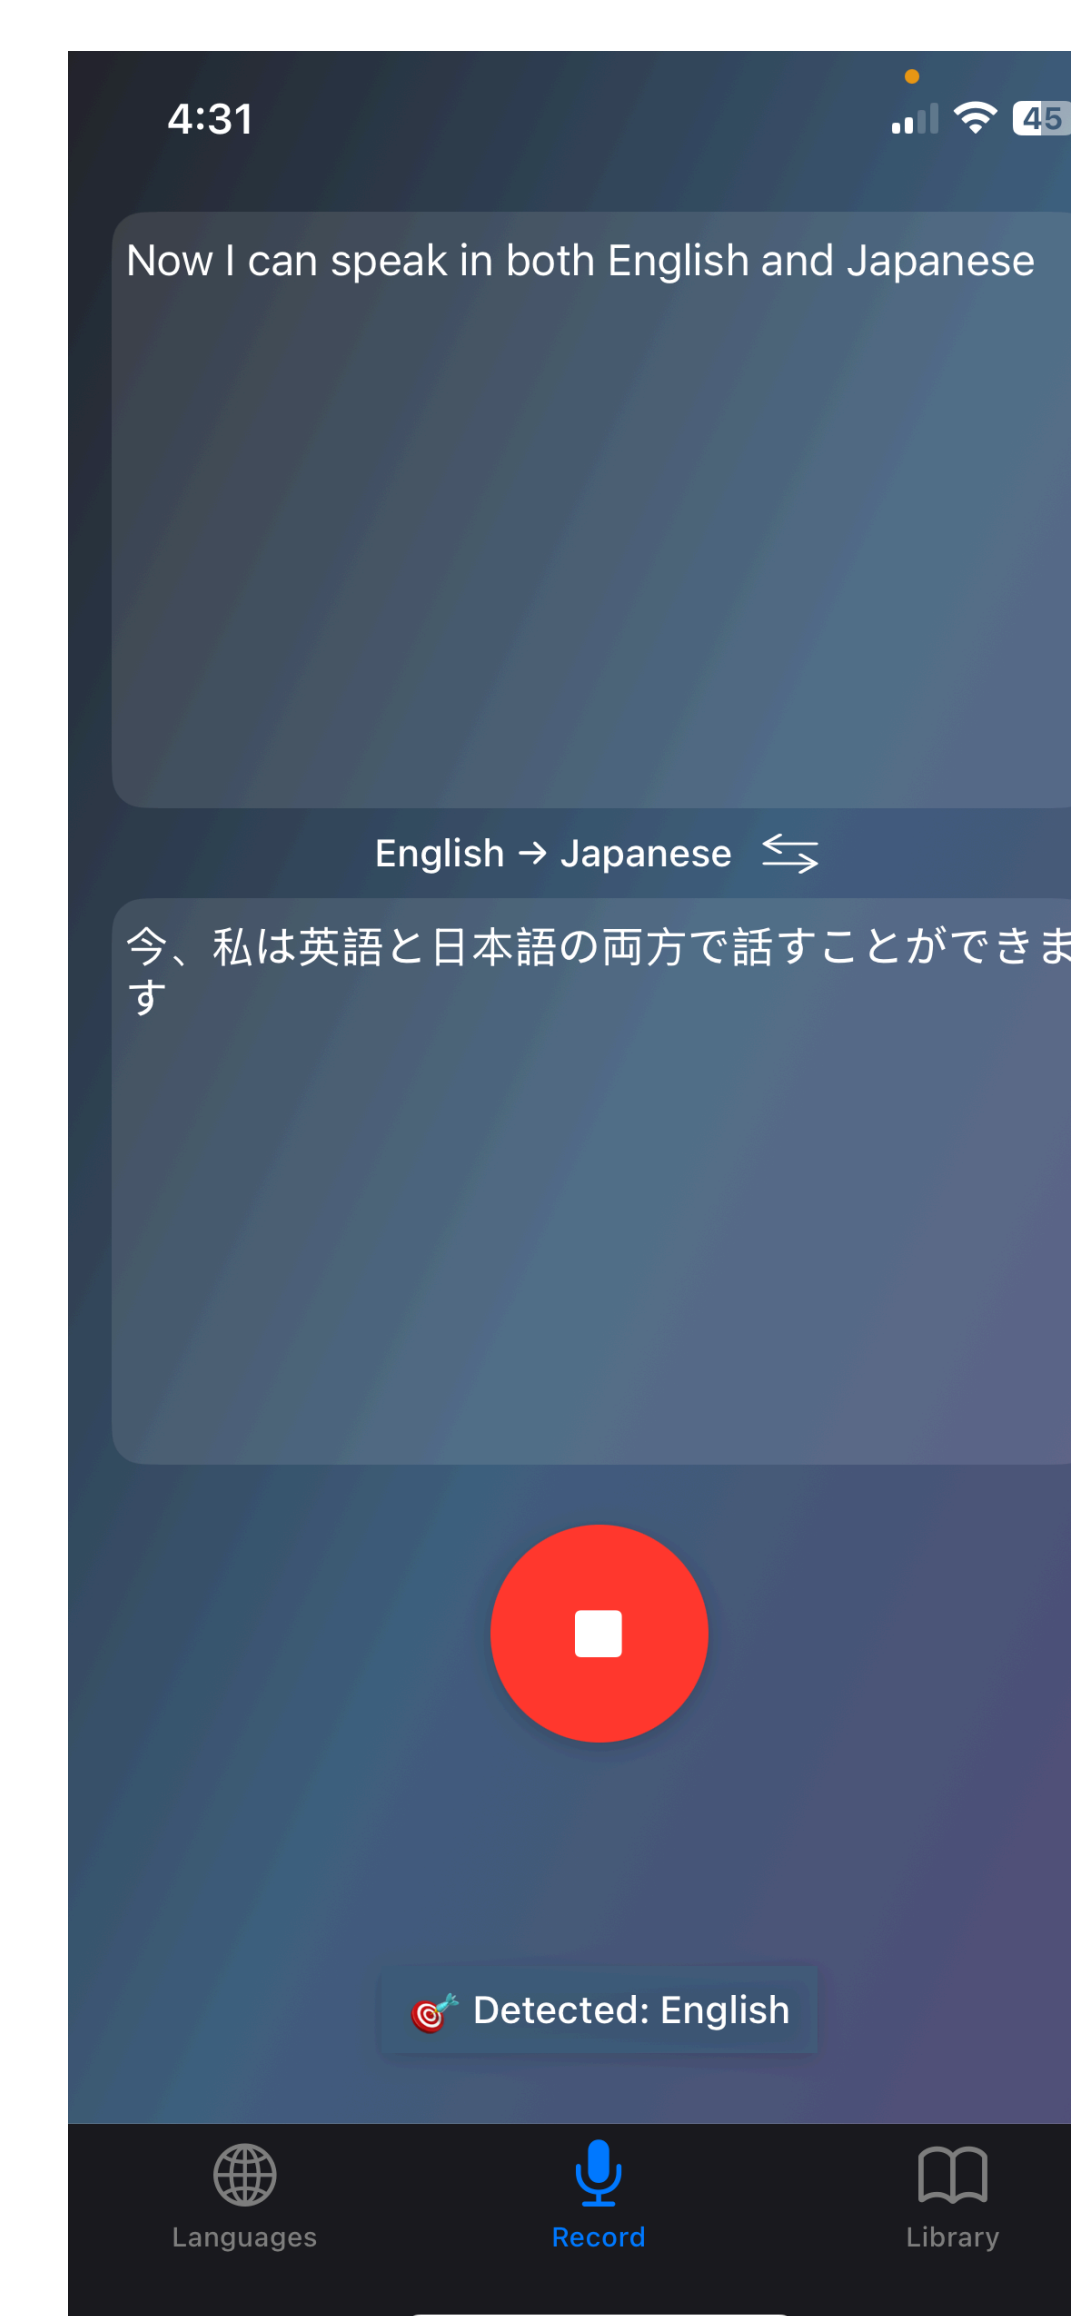 4:31
45
Now I can speak in both English and Japanese
English → Japanese
今、私は英語と日本語の両方で話すことができま
す
Detected: English
Languages
Record
Library